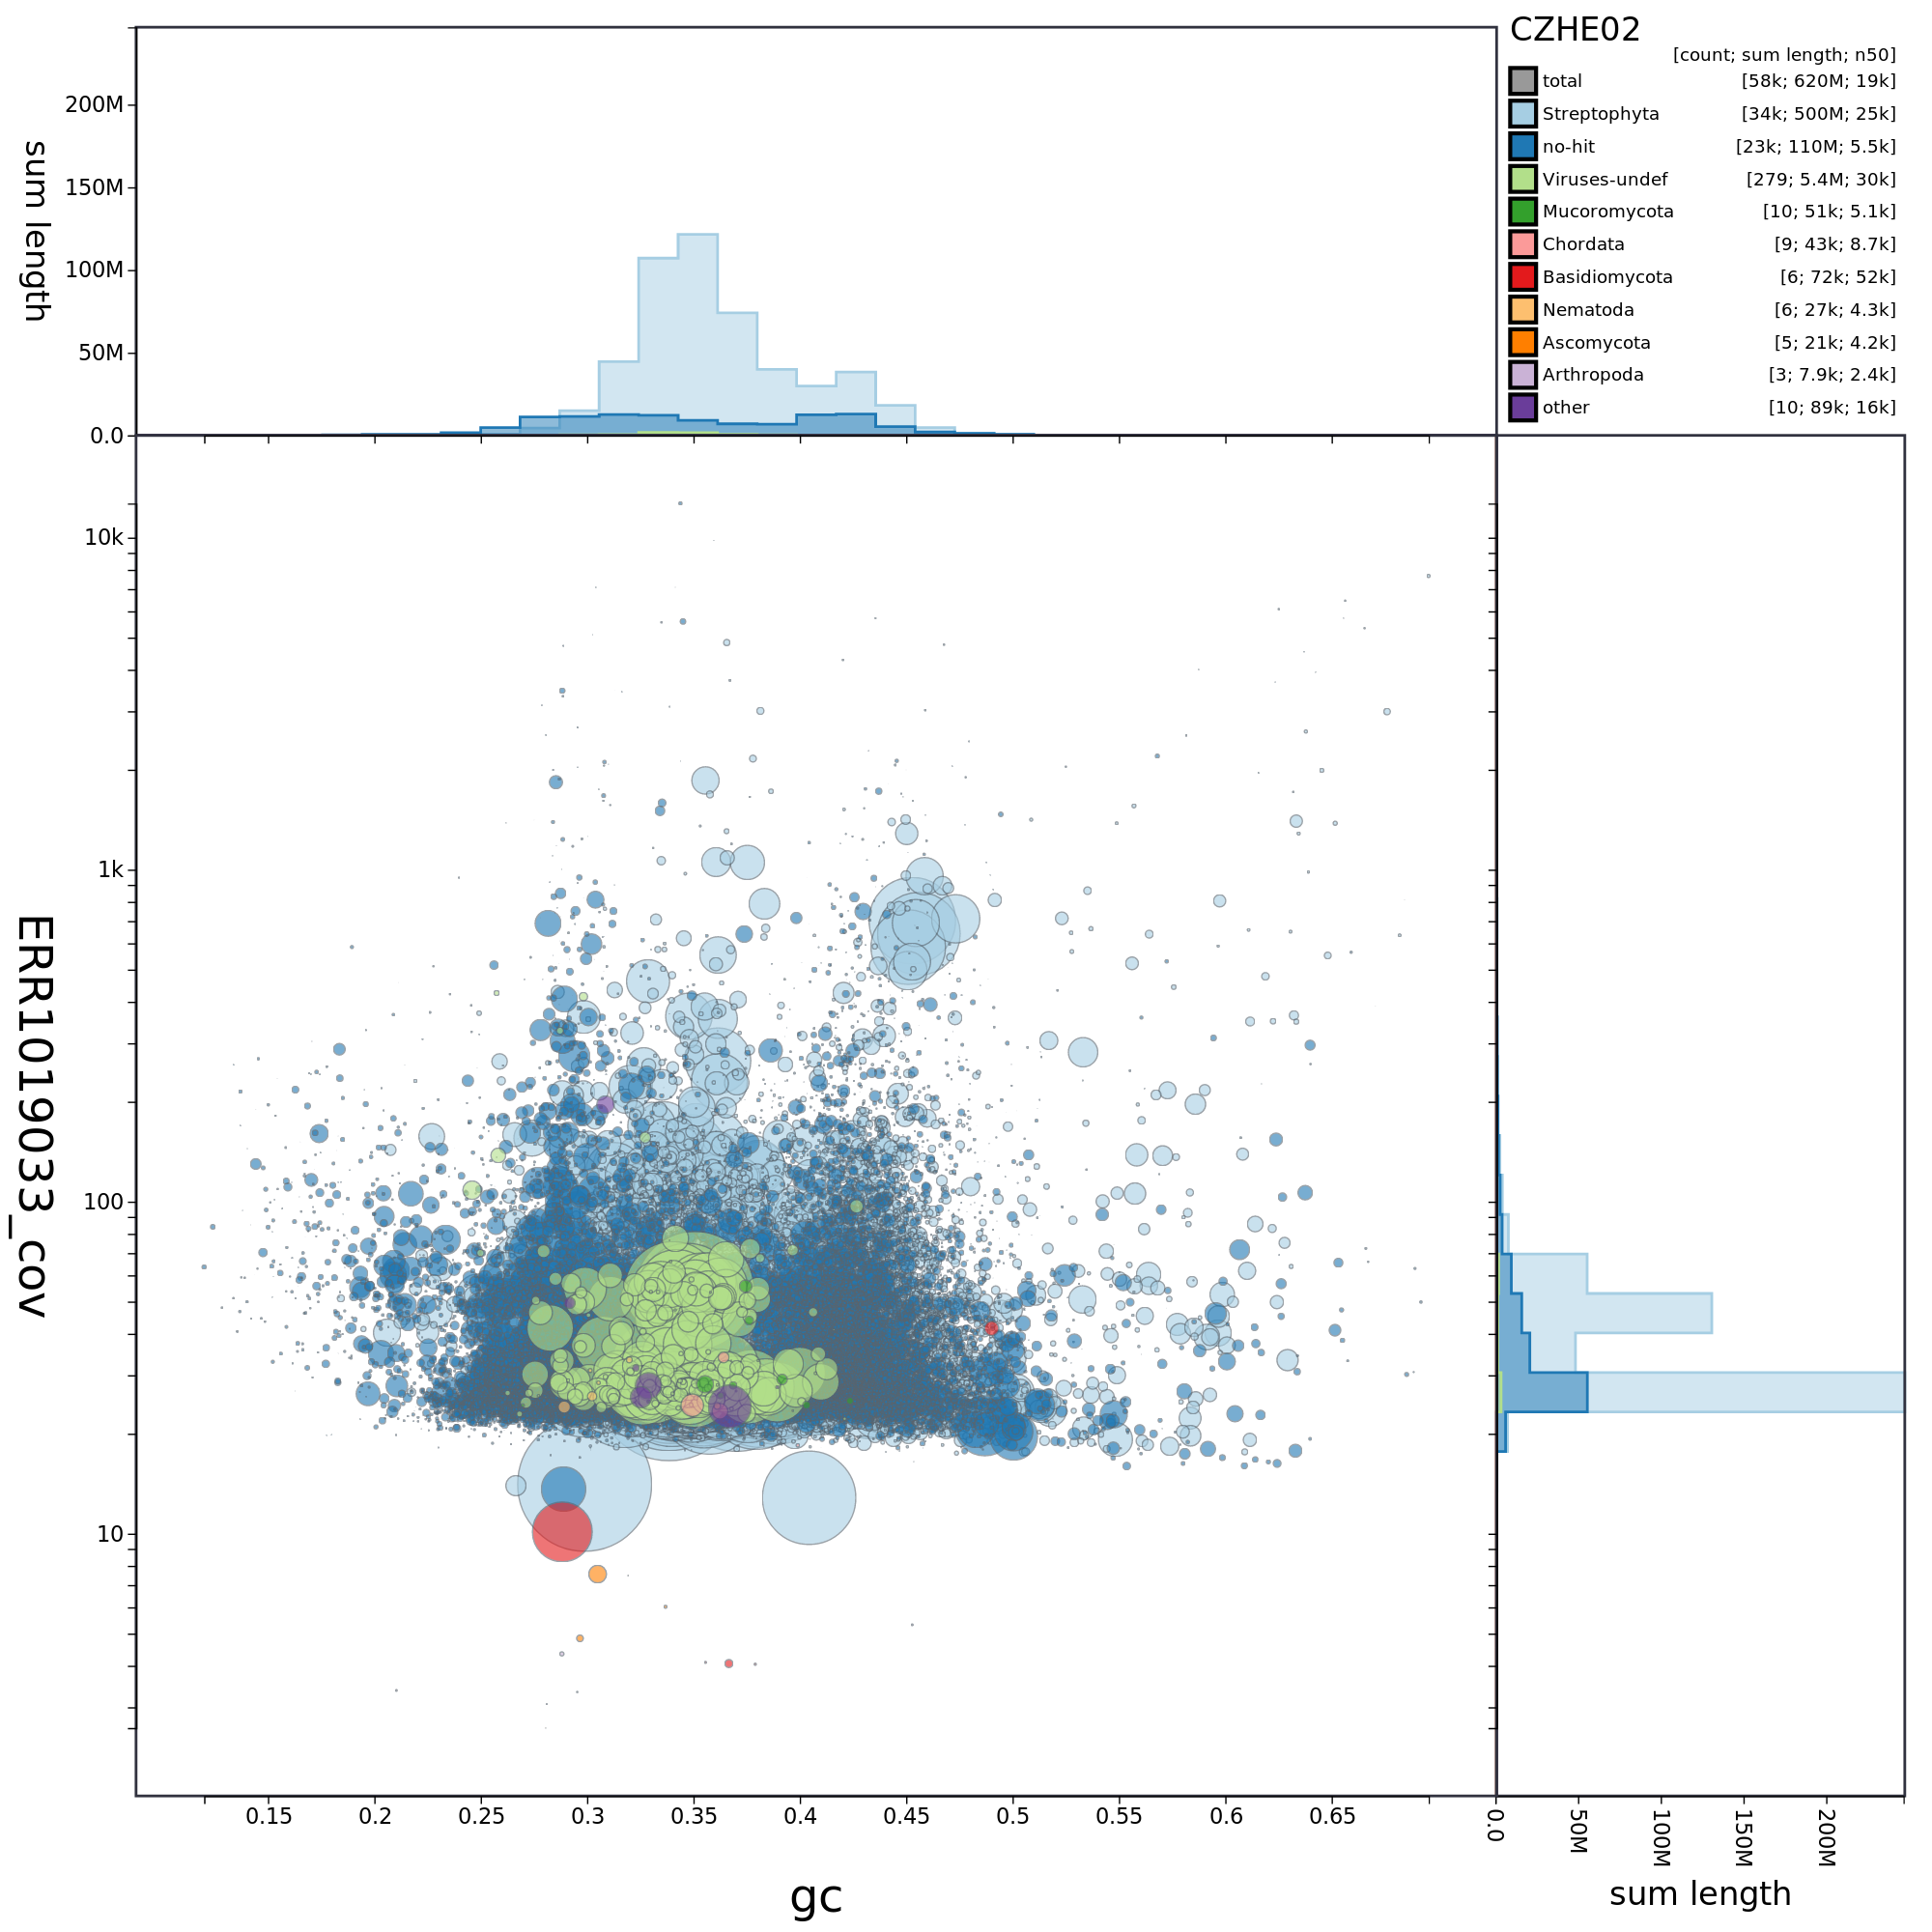 CZHE02
[count; sum length; n50]
total [58k; 620M; 19k]
Streptophyta [34k; 500M; 25k]
no-hit [23k; 110M; 5.5k]
Viruses-undef [279; 5.4M; 30k]
Mucoromycota [10; 51k; 5.1k]
Chordata [9; 43k; 8.7k]
Basidiomycota [6; 72k; 52k]
Nematoda [6; 27k; 4.3k]
Ascomycota [5; 21k; 4.2k]
Arthropoda [3; 7.9k; 2.4k]
other [10; 89k; 16k]
sum length
200M
150M
100M
50M
0.0
ERR1019033_cov
10k
1k
100
10
0.15 0.2 0.25 0.3 0.35 0.4 0.45 0.5 0.55 0.6 0.65
gc
0.0 50M 100M 150M 200M
sum length